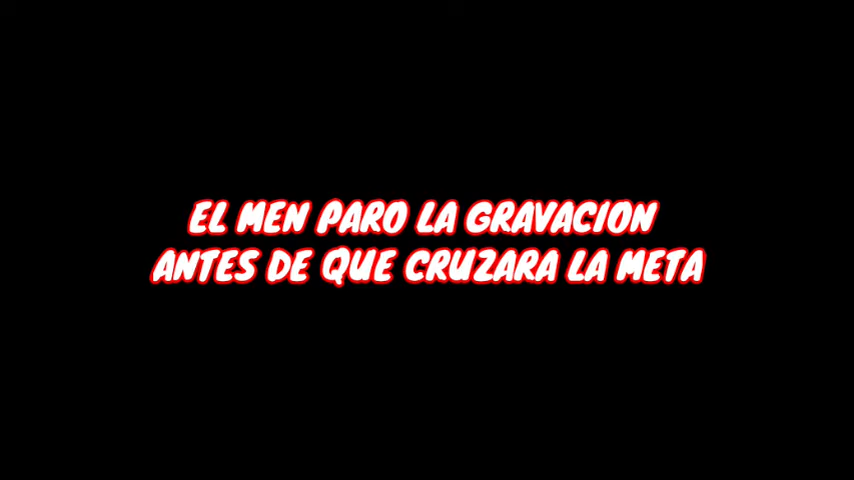 EL MEN PARO LA GRAVACION
ANTES DE QUE CRUZARA LA META